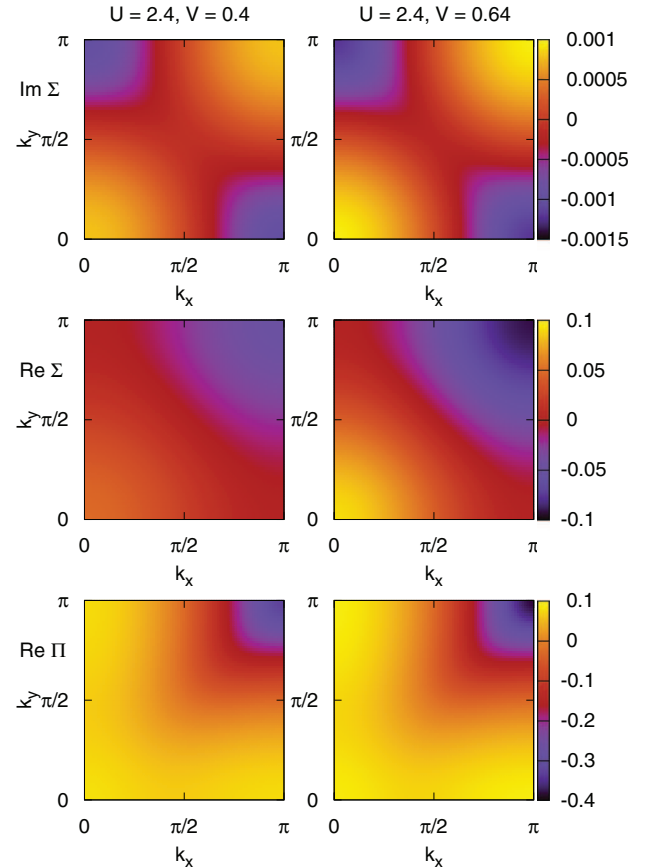 U = 2.4, V = 0.4
U = 2.4, V = 0.64
Im Σ
k_y
π
π/2
0
0
π/2
π
k_x
π
π/2
0
0
π/2
π
k_x
0.001
0.0005
0
-0.0005
-0.001
-0.0015
Re Σ
k_y
π
π/2
0
0
π/2
π
k_x
π
π/2
0
0
π/2
π
k_x
0.1
0.05
0
-0.05
-0.1
Re Π
k_y
π
π/2
0
0
π/2
π
k_x
π
π/2
0
0
π/2
π
k_x
0.1
0
-0.1
-0.2
-0.3
-0.4